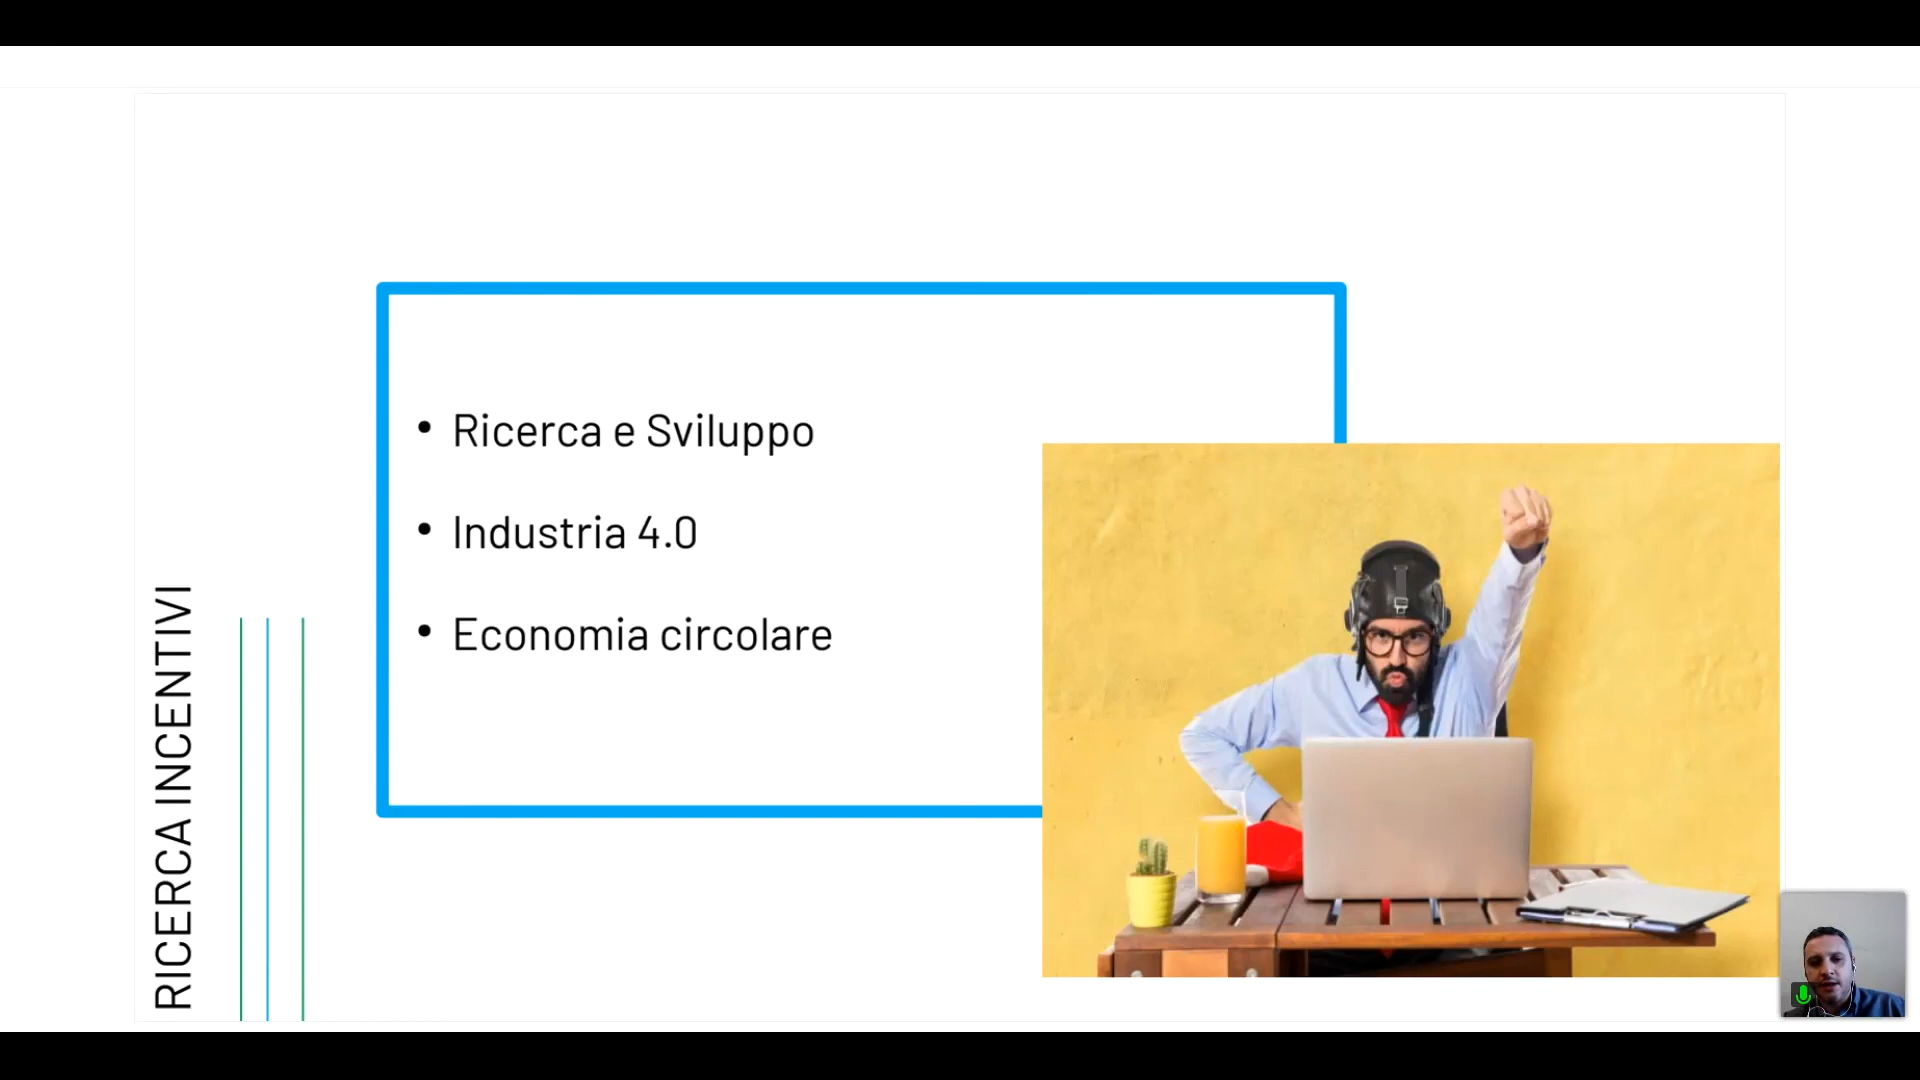 RICERCA INCENTIVI
• Ricerca e Sviluppo
• Industria 4.0
• Economia circolare